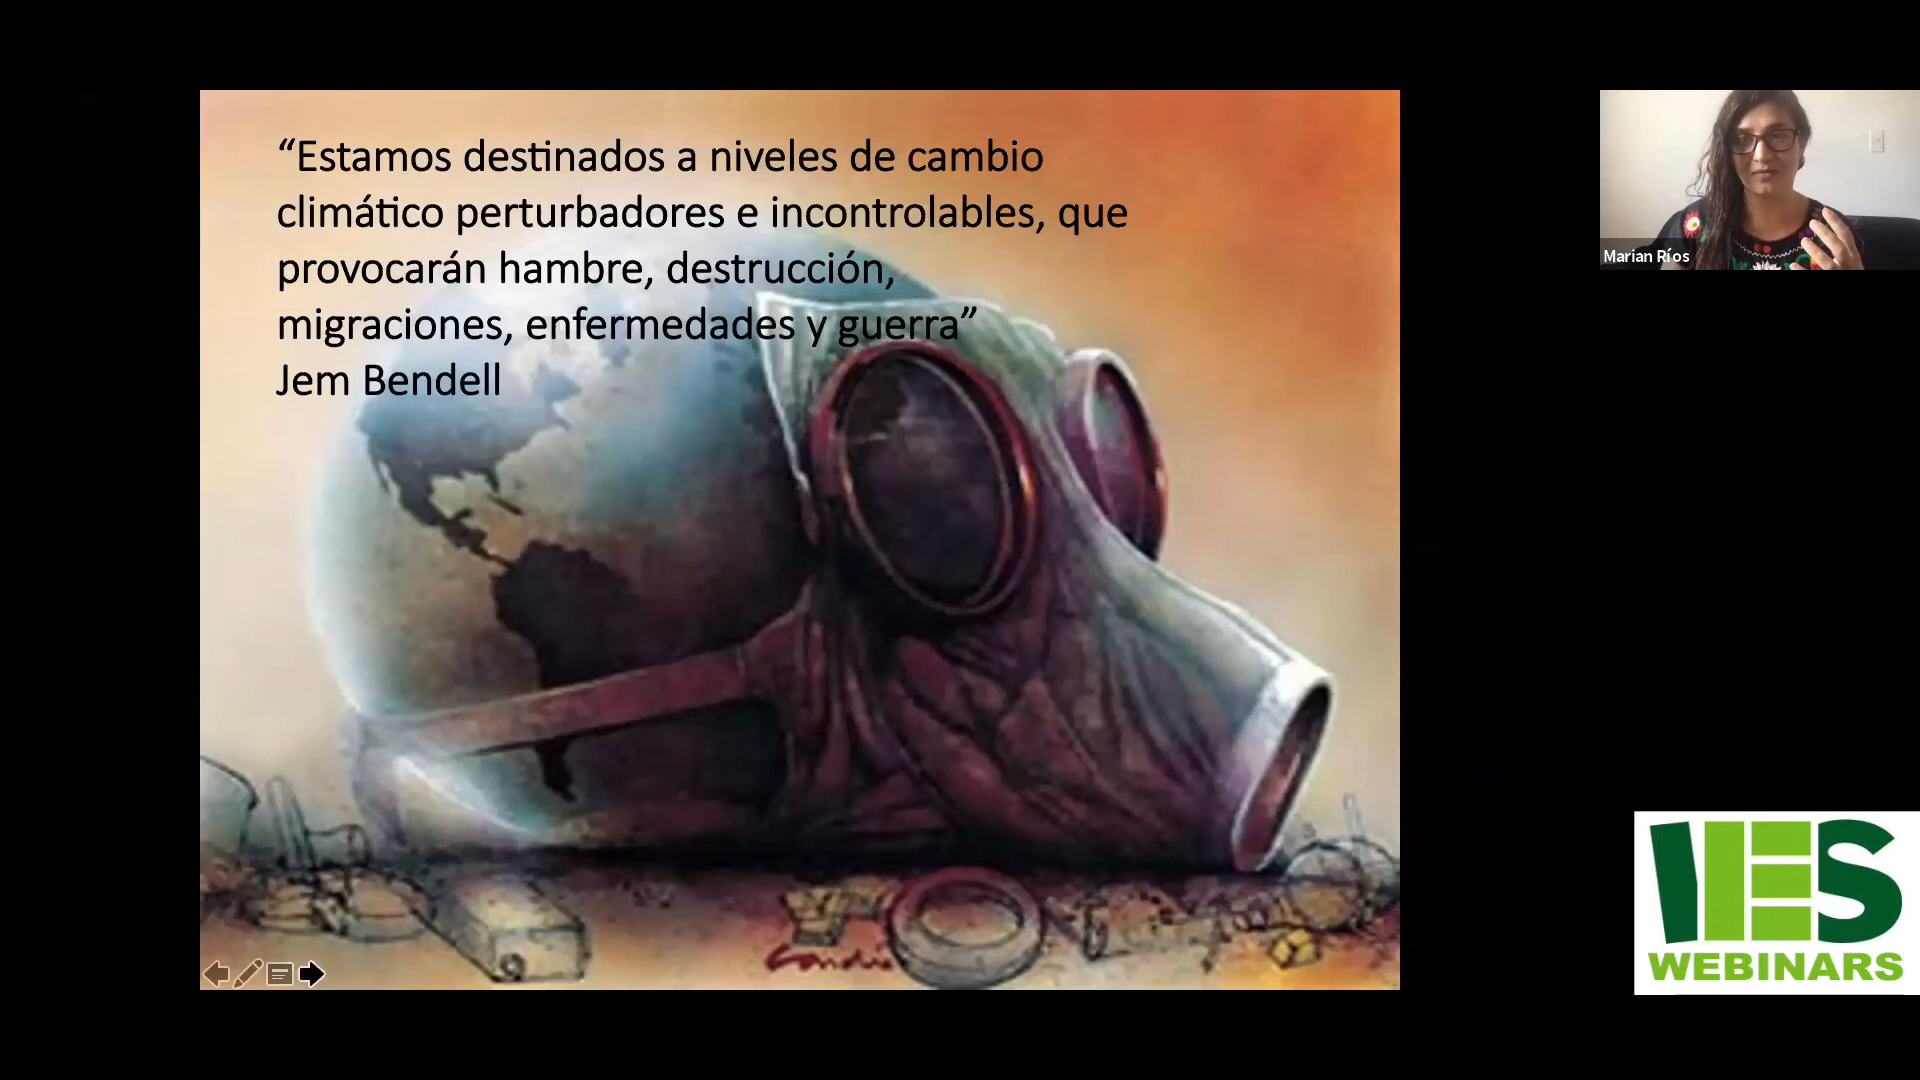 “Estamos destinados a niveles de cambio
climático perturbadores e incontrolables, que
provocarán hambre, destrucción,
migraciones, enfermedades y guerra”
Jem Bendell
Marian Ríos
IES
WEBINARS